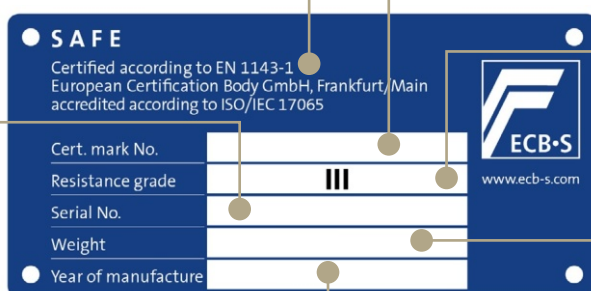 SAFE
Certified according to EN 1143-1
European Certification Body GmbH, Frankfurt/Main
accredited according to ISO/IEC 17065
ECB•S
www.ecb-s.com
Cert. mark No.
Resistance grade III
Serial No.
Weight
Year of manufacture